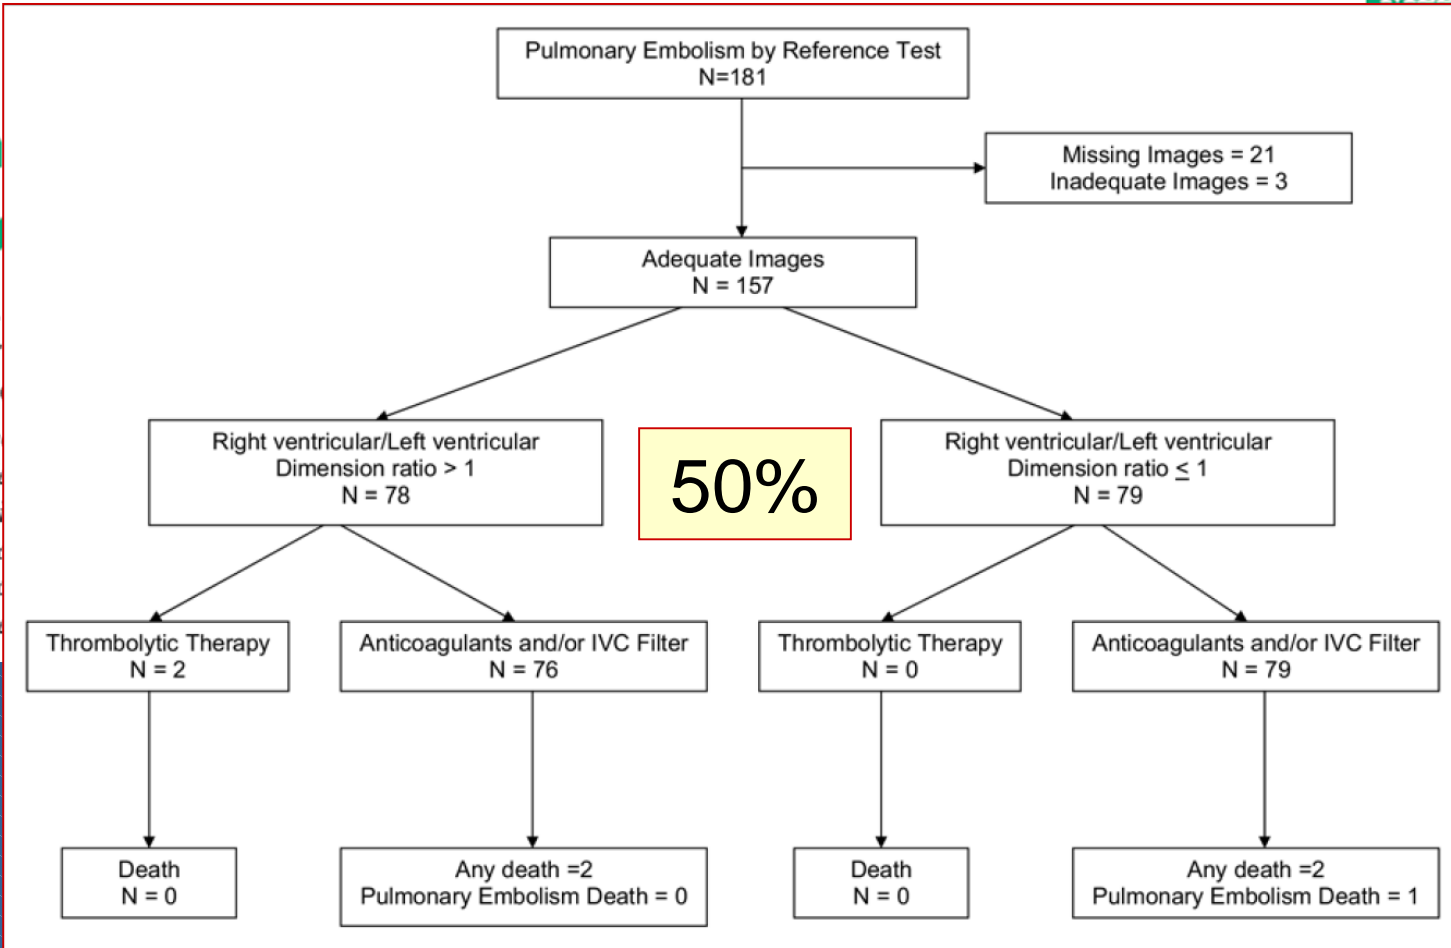 Pulmonary Embolism by Reference Test
N=181
Missing Images = 21
Inadequate Images = 3
Adequate Images
N = 157
Right ventricular/Left ventricular
Dimension ratio > 1
N = 78
50%
Right ventricular/Left ventricular
Dimension ratio ≤ 1
N = 79
Thrombolytic Therapy
N = 2
Anticoagulants and/or IVC Filter
N = 76
Thrombolytic Therapy
N = 0
Anticoagulants and/or IVC Filter
N = 79
Death
N = 0
Any death =2
Pulmonary Embolism Death = 0
Death
N = 0
Any death =2
Pulmonary Embolism Death = 1